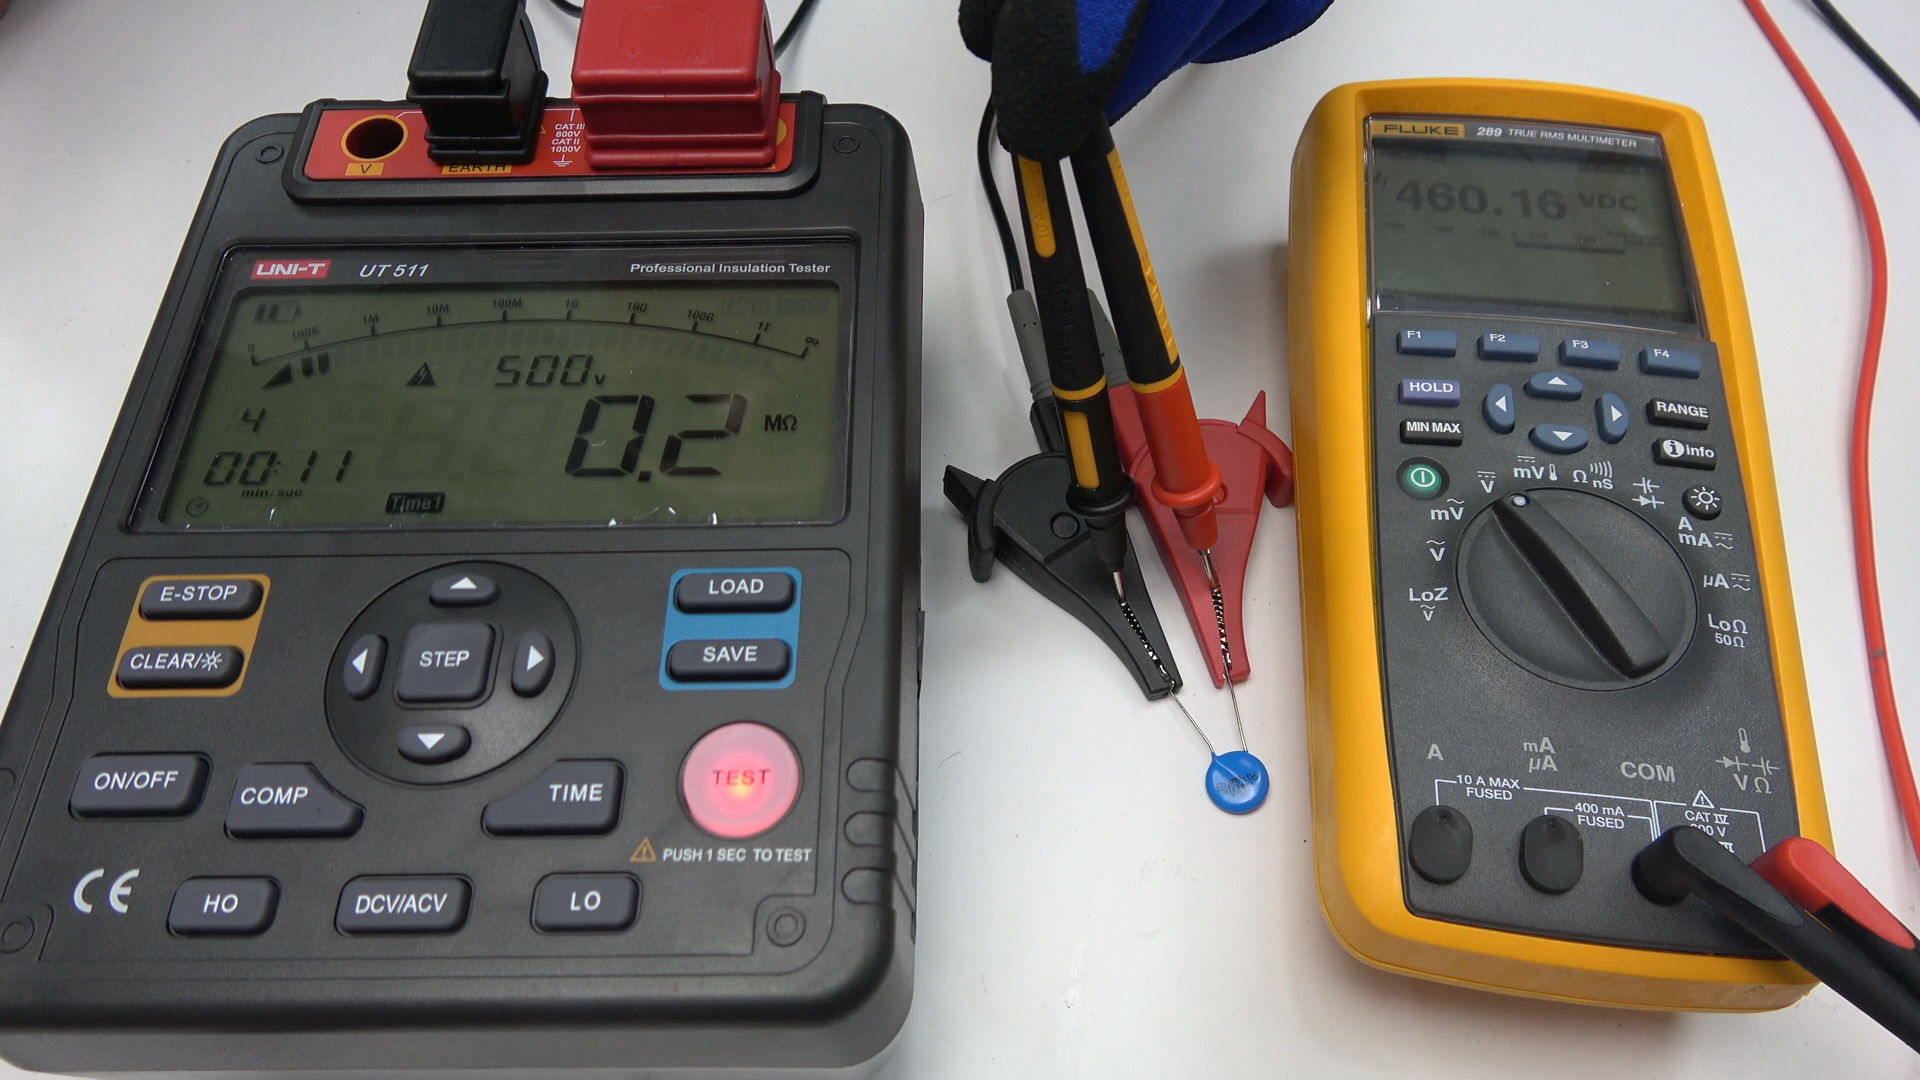 CAT III
600V
CAT II
1000V
V
EARTH
UNI-T UT511 Professional Insulation Tester
0 100K 1M 10M 100M 1G 10G 100G 1T ∞
500V
4
0.2 MΩ
00:11
min:sec
Time1
E-STOP
CLEAR/
STEP
LOAD
SAVE
ON/OFF
COMP
TIME
TEST
PUSH 1 SEC TO TEST
CE
HO
DCV/ACV
LO
FLUKE 289 TRUE RMS MULTIMETER
460.16 VDC
F1 F2 F3 F4
HOLD
MIN MAX
RANGE
i info
V
mV
Ω
nS
mV
V
LoZ
V
A
mA
µA
LoΩ
50Ω
A
mA
µA
COM
VΩ
10 A MAX
FUSED
400 mA
FUSED
CAT IV